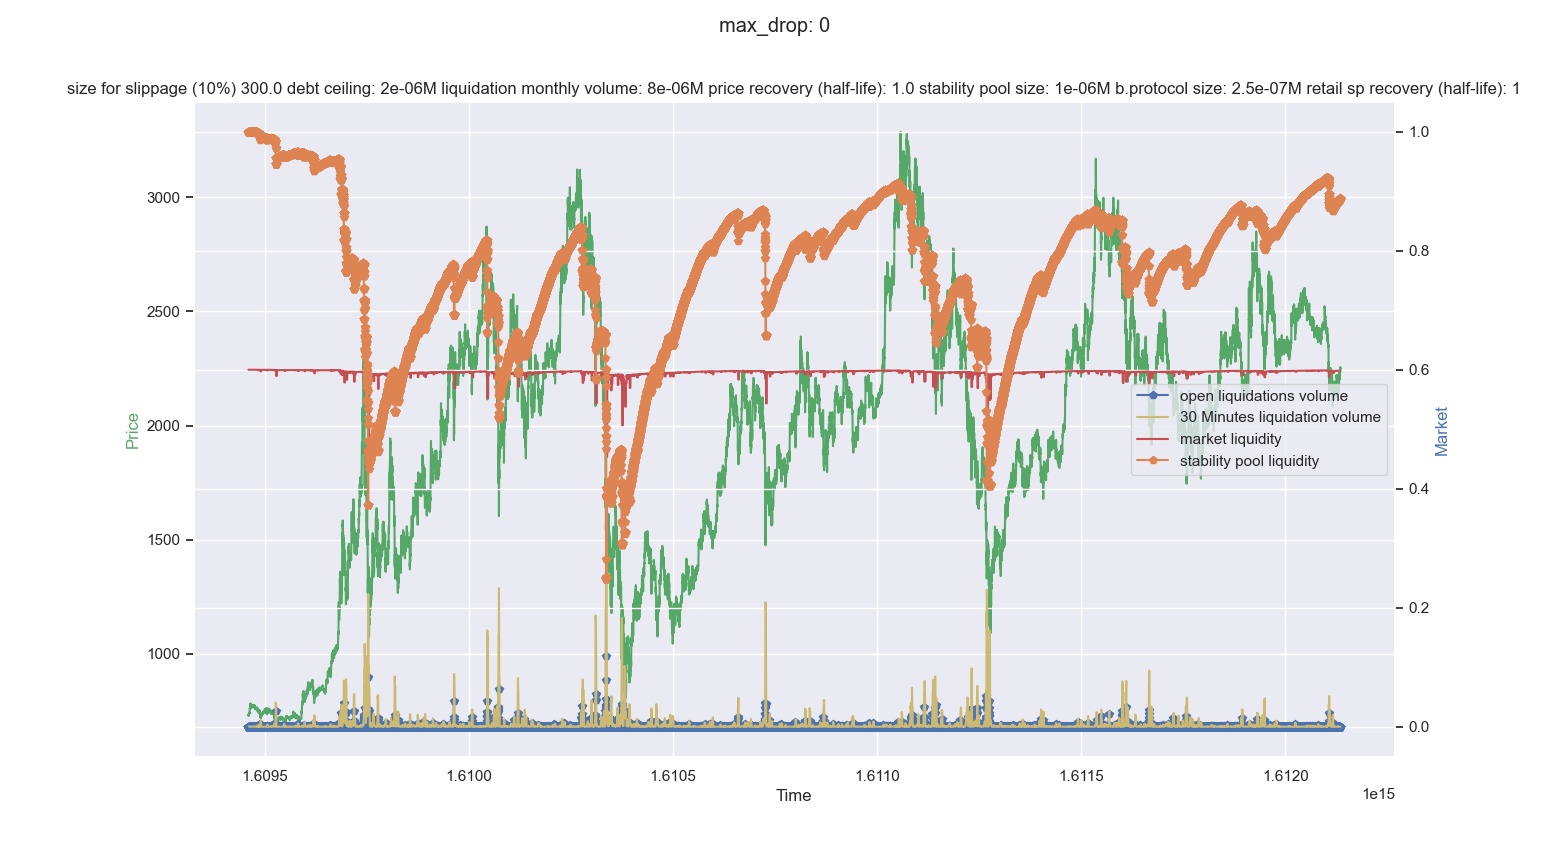 max_drop: 0
size for slippage (10%) 300.0 debt ceiling: 2e-06M liquidation monthly volume: 8e-06M price recovery (half-life): 1.0 stability pool size: 1e-06M b.protocol size: 2.5e-07M retail sp recovery (half-life): 1
3000
2500
2000
1500
1000
Price
1.0
0.8
0.6
0.4
0.2
0.0
Market
open liquidations volume
30 Minutes liquidation volume
market liquidity
stability pool liquidity
1.6095 1.6100 1.6105 1.6110 1.6115 1.6120
Time
1e15